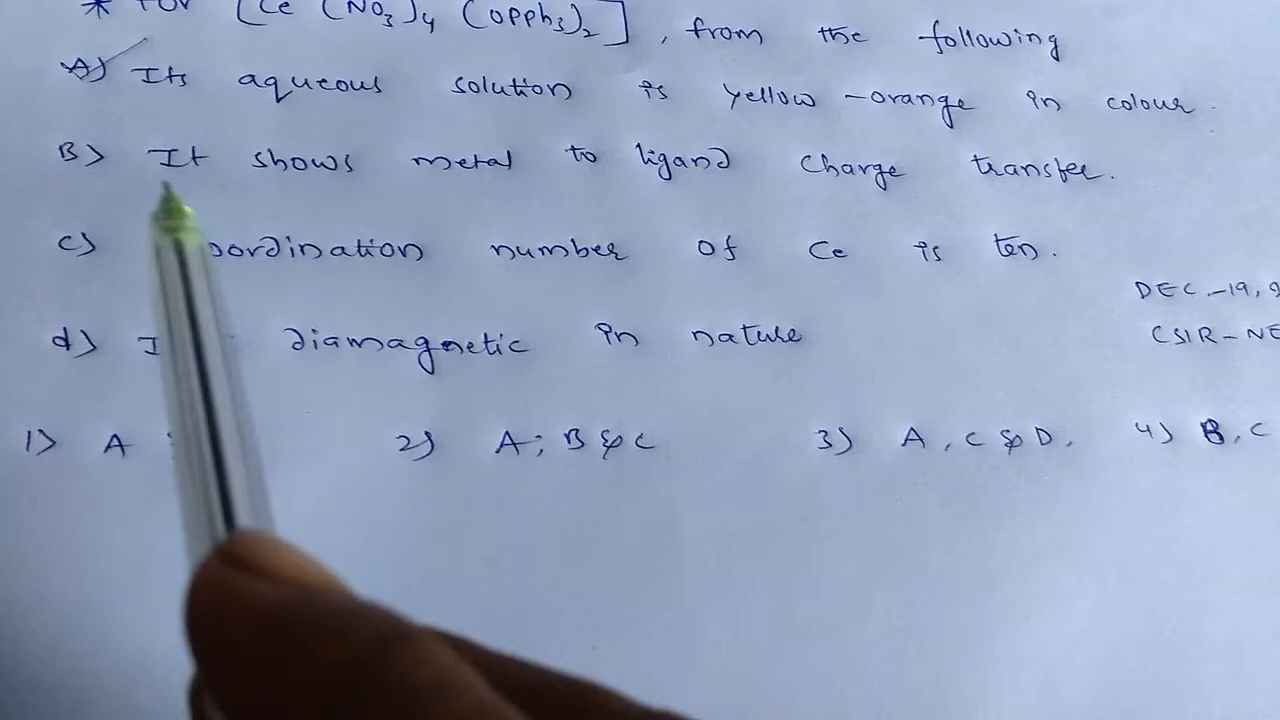 * For [Ce (NO3)4 (OPPh3)2], from the following
A) Its aqueous solution is yellow-orange in colour.
B) It shows metal to ligand charge transfer.
c) oordination number of Ce is ten.
DEC-19,
d) I diamagnetic in nature
CSIR-NE
1) A 2) A; B & C 3) A, C & D. 4) B, C